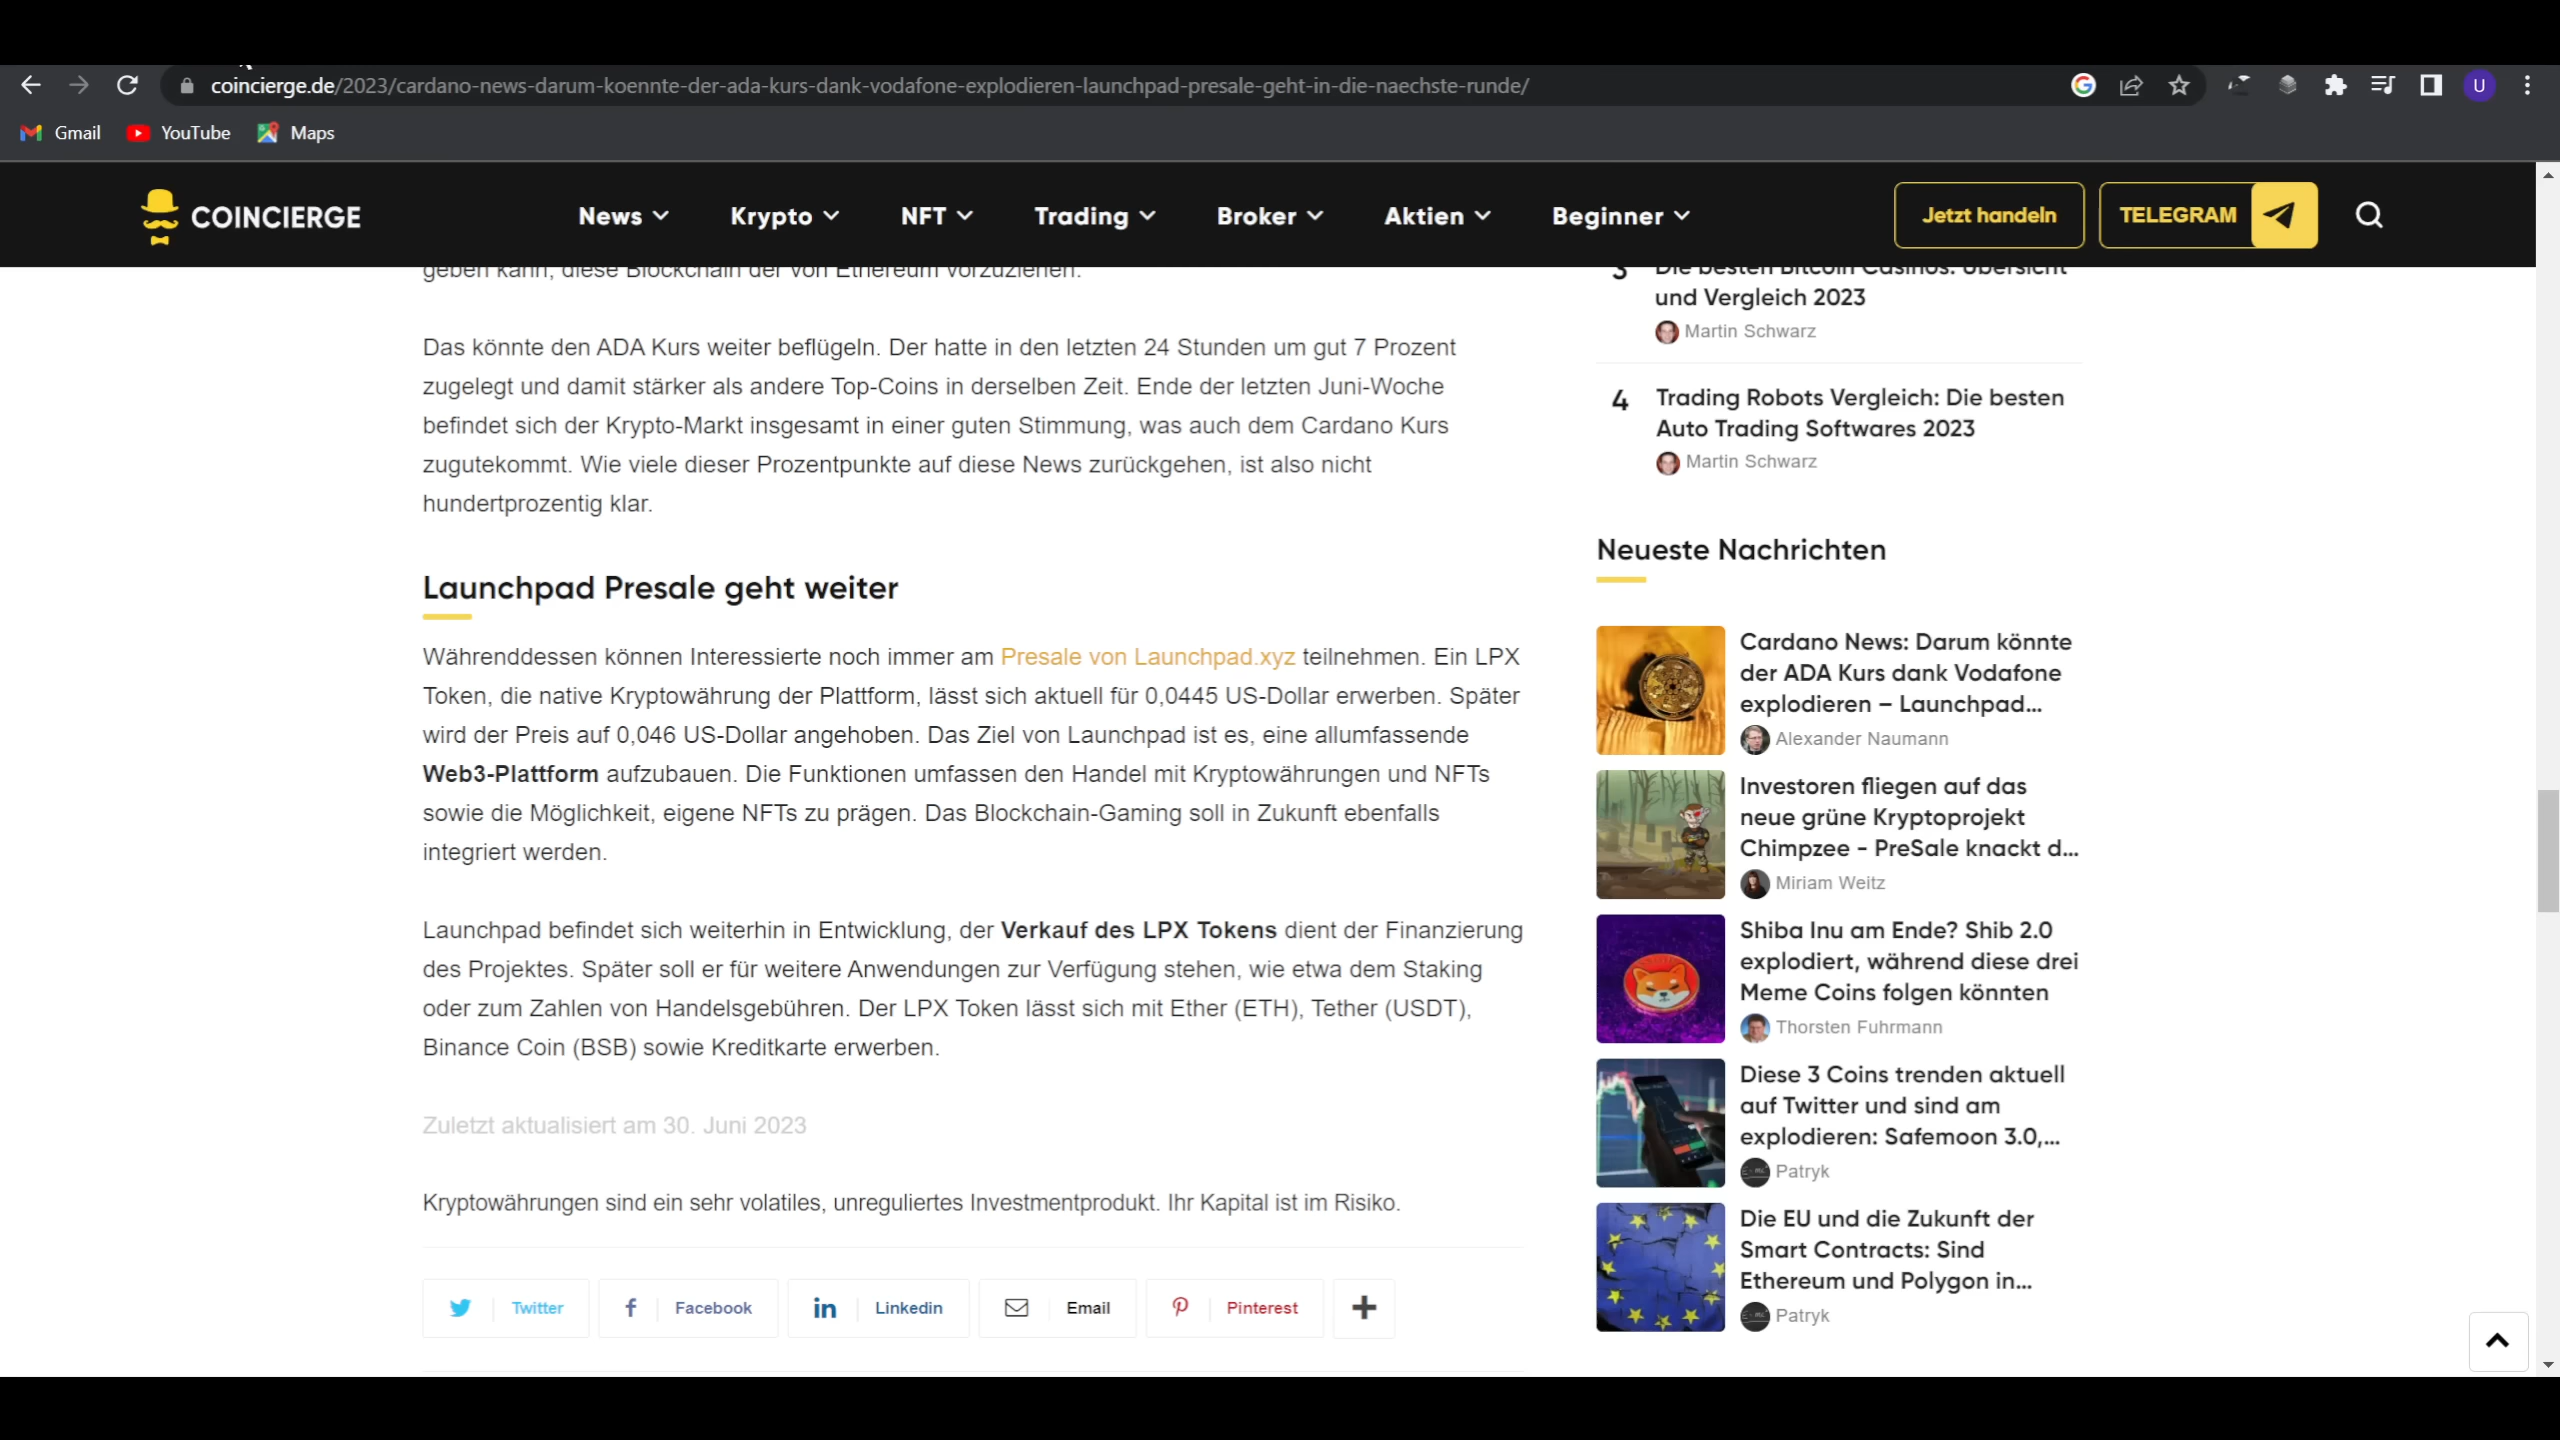 coincierge.de/2023/cardano-news-darum-koennte-der-ada-kurs-dank-vodafone-explodieren-launchpad-presale-geht-in-die-naechste-runde/
U
Gmail
YouTube
Maps
COINCIERGE
News
Krypto
NFT
Trading
Broker
Aktien
Beginner
Jetzt handeln
TELEGRAM
geben kann, diese Blockchain der von Ethereum vorzuziehen.
Das könnte den ADA Kurs weiter beflügeln. Der hatte in den letzten 24 Stunden um gut 7 Prozent
zugelegt und damit stärker als andere Top-Coins in derselben Zeit. Ende der letzten Juni-Woche
befindet sich der Krypto-Markt insgesamt in einer guten Stimmung, was auch dem Cardano Kurs
zugutekommt. Wie viele dieser Prozentpunkte auf diese News zurückgehen, ist also nicht
hundertprozentig klar.
Launchpad Presale geht weiter
Währenddessen können Interessierte noch immer am Presale von Launchpad.xyz teilnehmen. Ein LPX
Token, die native Kryptowährung der Plattform, lässt sich aktuell für 0,0445 US-Dollar erwerben. Später
wird der Preis auf 0,046 US-Dollar angehoben. Das Ziel von Launchpad ist es, eine allumfassende
Web3-Plattform aufzubauen. Die Funktionen umfassen den Handel mit Kryptowährungen und NFTs
sowie die Möglichkeit, eigene NFTs zu prägen. Das Blockchain-Gaming soll in Zukunft ebenfalls
integriert werden.
Launchpad befindet sich weiterhin in Entwicklung, der Verkauf des LPX Tokens dient der Finanzierung
des Projektes. Später soll er für weitere Anwendungen zur Verfügung stehen, wie etwa dem Staking
oder zum Zahlen von Handelsgebühren. Der LPX Token lässt sich mit Ether (ETH), Tether (USDT),
Binance Coin (BSB) sowie Kreditkarte erwerben.
Zuletzt aktualisiert am 30. Juni 2023
Kryptowährungen sind ein sehr volatiles, unreguliertes Investmentprodukt. Ihr Kapital ist im Risiko.
Twitter
Facebook
Linkedin
Email
Pinterest
3
Die besten Bitcoin Casinos: Übersicht
und Vergleich 2023
Martin Schwarz
4
Trading Robots Vergleich: Die besten
Auto Trading Softwares 2023
Martin Schwarz
Neueste Nachrichten
Cardano News: Darum könnte
der ADA Kurs dank Vodafone
explodieren – Launchpad...
Alexander Naumann
Investoren fliegen auf das
neue grüne Kryptoprojekt
Chimpzee - PreSale knackt d...
Miriam Weitz
Shiba Inu am Ende? Shib 2.0
explodiert, während diese drei
Meme Coins folgen könnten
Thorsten Fuhrmann
Diese 3 Coins trenden aktuell
auf Twitter und sind am
explodieren: Safemoon 3.0,...
Patryk
Die EU und die Zukunft der
Smart Contracts: Sind
Ethereum und Polygon in...
Patryk